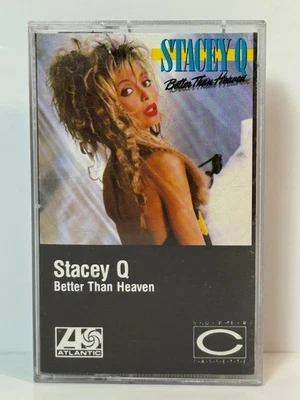 STACEY Q
Better Than Heaven
Stacey Q
Better Than Heaven
ATLANTIC
C